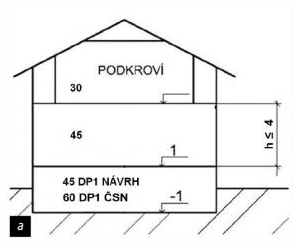 PODKROVÍ
30
h ≤ 4
45
1
45 DP1 NÁVRH
60 DP1 ČSN
-1
a